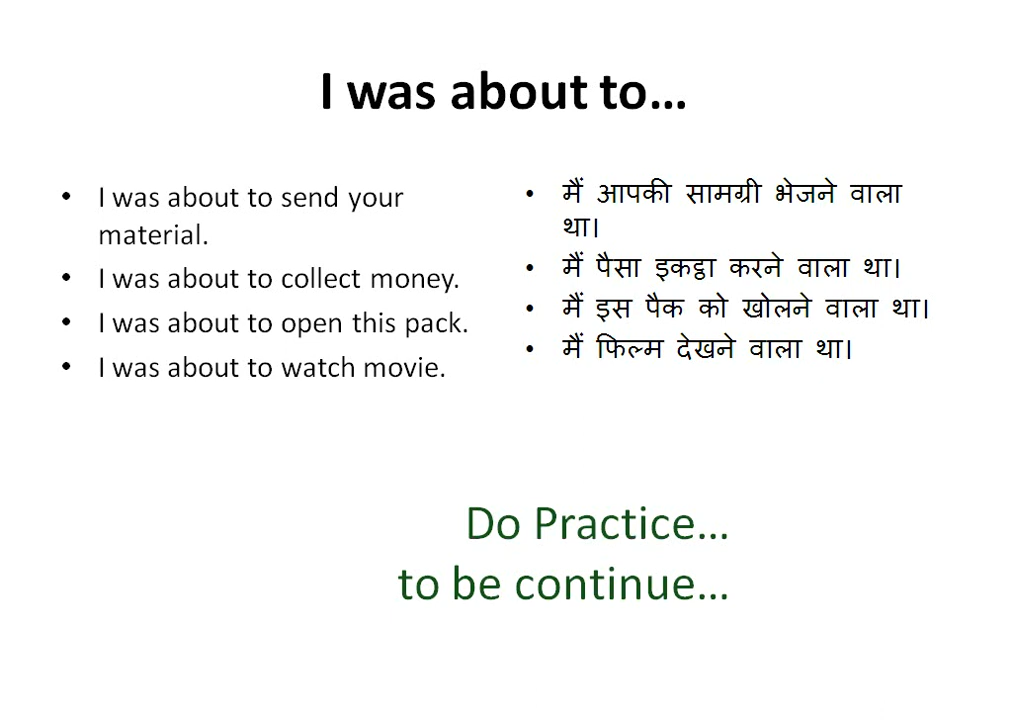 I was about to...
• I was about to send your
material.
• I was about to collect money.
• I was about to open this pack.
• I was about to watch movie.
• मैं आपकी सामग्री भेजने वाला
था।
• मैं पैसा इकट्ठा करने वाला था।
• मैं इस पैक को खोलने वाला था।
• मैं फिल्म देखने वाला था।
Do Practice...
to be continue...